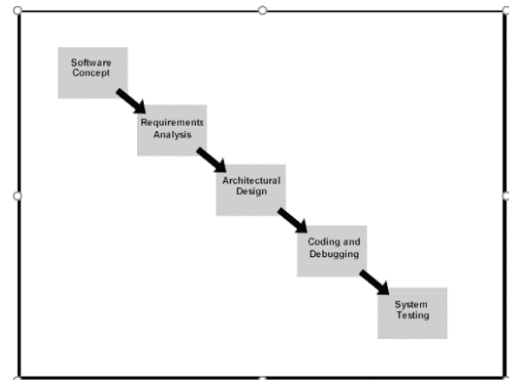 Software
Concept
Requirements
Analysis
Architectural
Design
Coding and
Debugging
System
Testing